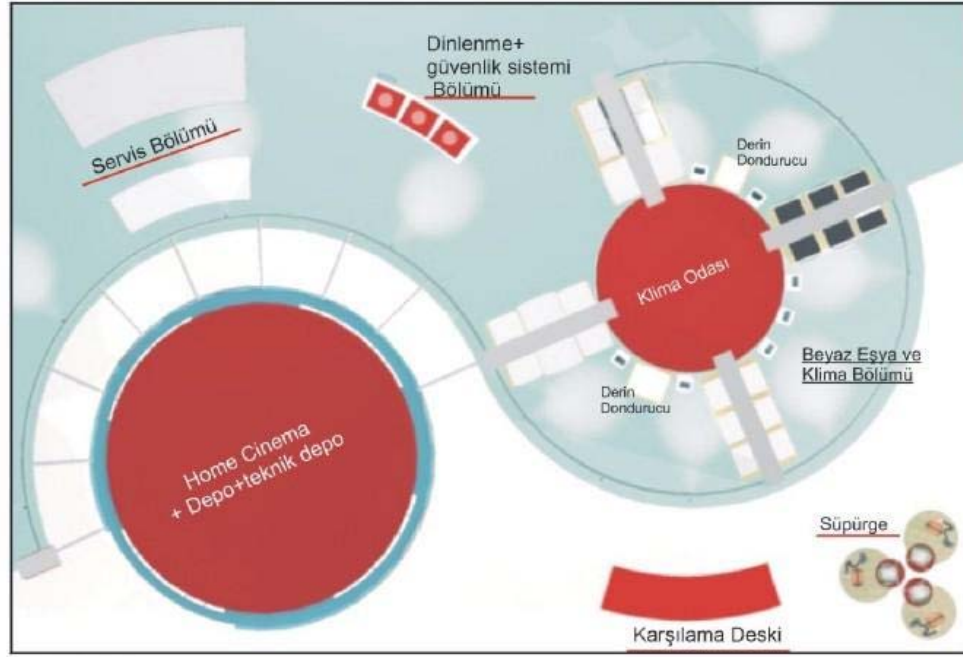 Dinlenme+
güvenlik sistemi
Bölümü
Servis Bölümü
Derin
Dondurucu
Klima Odası
Beyaz Eşya ve
Klima Bölümü
Derin
Dondurucu
Home Cinema
+ Depo+teknik depo
Süpürge
Karşılama Deski